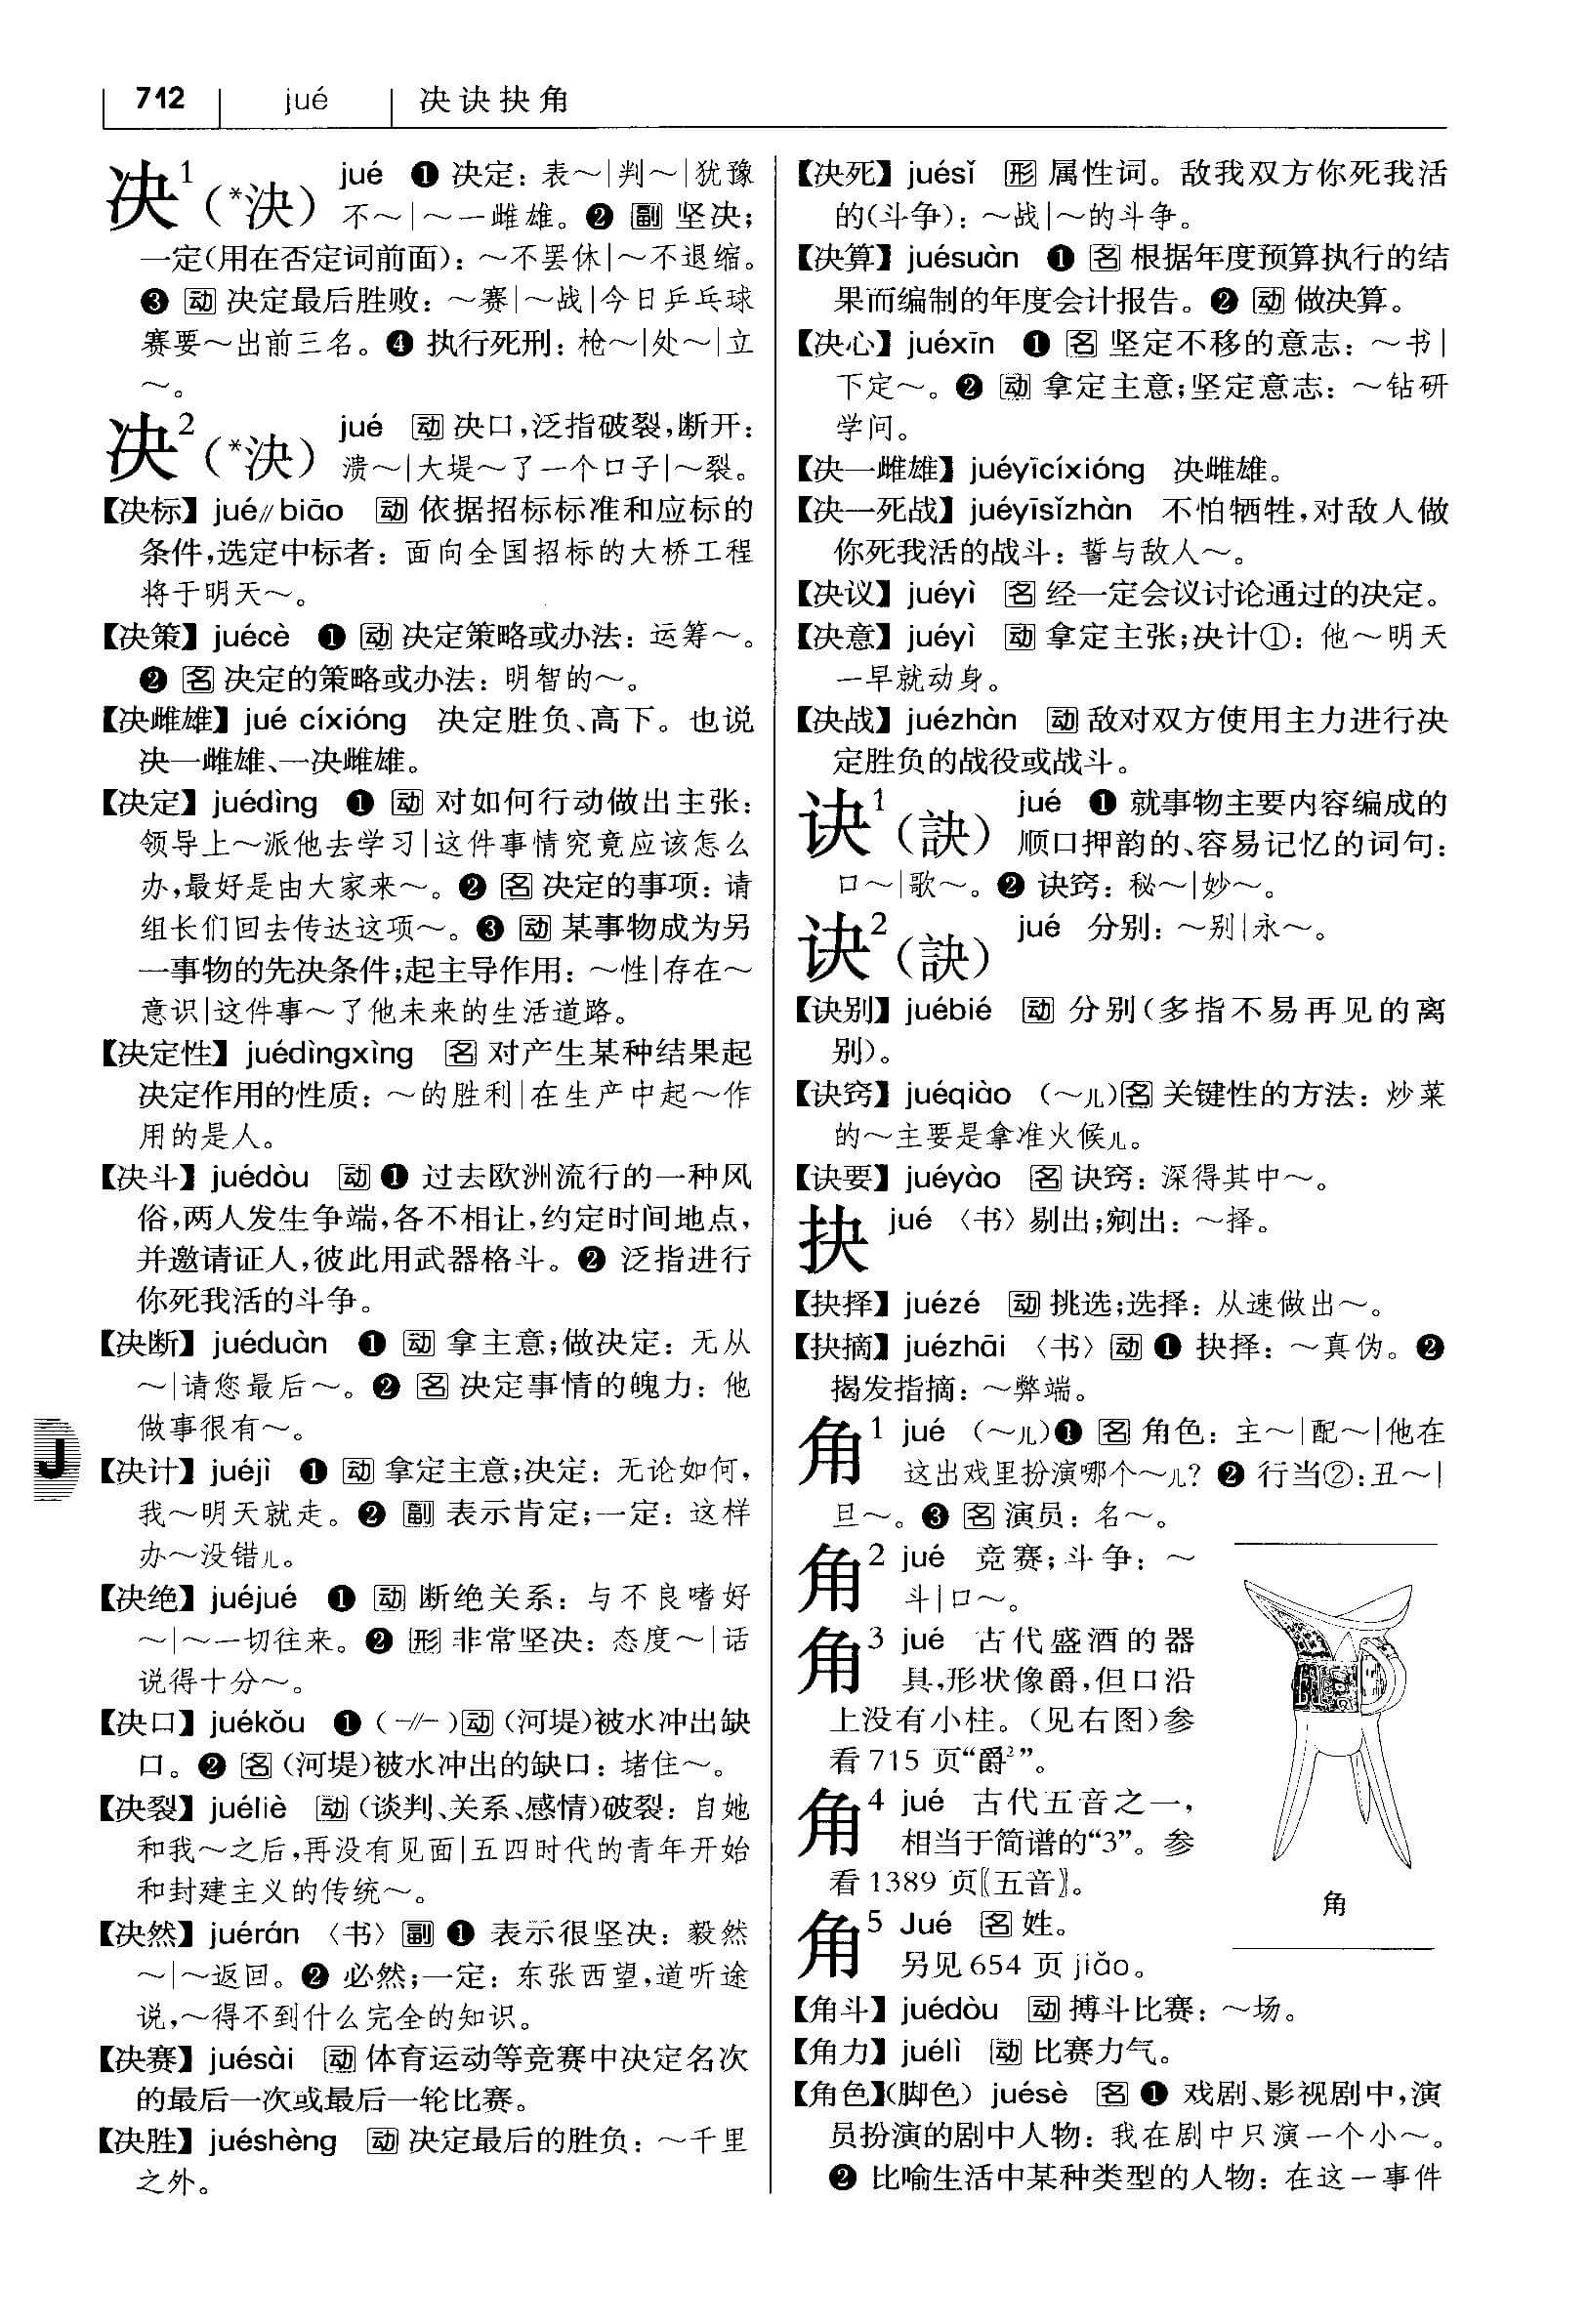 712 jué 决诀抉角
决¹(*決) jué ❶ 决定：表～|判～|犹豫
不～|～一雌雄。❷ 副 坚决；
一定(用在否定词前面)：～不罢休|～不退缩。
❸ 动 决定最后胜败：～赛|～战|今日乒乓球
赛要～出前三名。❹ 执行死刑：枪～|处～|立
～。
决²(*決) jué 动 决口，泛指破裂，断开：
溃～|大堤～了一个口子|～裂。
【决标】 jué∥biāo 动 依据招标标准和应标的
条件，选定中标者：面向全国招标的大桥工程
将于明天～。
【决策】 juécè ❶ 动 决定策略或办法：运筹～。
❷ 名 决定的策略或办法：明智的～。
【决雌雄】 jué cíxióng 决定胜负、高下。也说
决一雌雄、一决雌雄。
【决定】 juédìng ❶ 动 对如何行动做出主张：
领导上～派他去学习|这件事情究竟应该怎么
办，最好是由大家来～。❷ 名 决定的事项：请
组长们回去传达这项～。❸ 动 某事物成为另
一事物的先决条件；起主导作用：～性|存在～
意识|这件事～了他未来的生活道路。
【决定性】 juédìngxìng 名 对产生某种结果起
决定作用的性质：～的胜利|在生产中起～作
用的是人。
【决斗】 juédòu 动 ❶ 过去欧洲流行的一种风
俗，两人发生争端，各不相让，约定时间地点，
并邀请证人，彼此用武器格斗。❷ 泛指进行
你死我活的斗争。
【决断】 juéduàn ❶ 动 拿主意；做决定：无从
～|请您最后～。❷ 名 决定事情的魄力：他
做事很有～。
【决计】 juéjì ❶ 动 拿定主意；决定：无论如何，
我～明天就走。❷ 副 表示肯定；一定：这样
办～没错儿。
【决绝】 juéjué ❶ 动 断绝关系：与不良嗜好
～|～一切往来。❷ 形 非常坚决：态度～|话
说得十分～。
【决口】 juékǒu ❶ (－∥－)动 (河堤)被水冲出缺
口。❷ 名 (河堤)被水冲出的缺口：堵住～。
【决裂】 juéliè 动 (谈判、关系、感情)破裂：自她
和我～之后，再没有见面|五四时代的青年开始
和封建主义的传统～。
【决然】 juérán 〈书〉 副 ❶ 表示很坚决：毅然
～|～返回。❷ 必然；一定：东张西望，道听途
说，～得不到什么完全的知识。
【决赛】 juésài 动 体育运动等竞赛中决定名次
的最后一次或最后一轮比赛。
【决胜】 juéshèng 动 决定最后的胜负：～千里
之外。
【决死】 juésǐ 形 属性词。敌我双方你死我活
的(斗争)：～战|～的斗争。
【决算】 juésuàn ❶ 名 根据年度预算执行的结
果而编制的年度会计报告。❷ 动 做决算。
【决心】 juéxīn ❶ 名 坚定不移的意志：～书|
下定～。❷ 动 拿定主意；坚定意志：～钻研
学问。
【决一雌雄】 juéyīcíxióng 决雌雄。
【决一死战】 juéyīsǐzhàn 不怕牺牲，对敌人做
你死我活的战斗：誓与敌人～。
【决议】 juéyì 名 经一定会议讨论通过的决定。
【决意】 juéyì 动 拿定主张；决计①：他～明天
一早就动身。
【决战】 juézhàn 动 敌对双方使用主力进行决
定胜负的战役或战斗。
诀¹(訣) jué ❶ 就事物主要内容编成的
顺口押韵的、容易记忆的词句：
口～|歌～。❷ 诀窍：秘～|妙～。
诀²(訣) jué 分别：～别|永～。
【诀别】 juébié 动 分别(多指不易再见的离
别)。
【诀窍】 juéqiào (～儿)名 关键性的方法：炒菜
的～主要是拿准火候儿。
【诀要】 juéyào 名 诀窍：深得其中～。
抉 jué 〈书〉 剔出；剜出：～择。
【抉择】 juézé 动 挑选；选择：从速做出～。
【抉摘】 juézhāi 〈书〉 动 ❶ 抉择：～真伪。❷
揭发指摘：～弊端。
角¹ jué (～儿)❶ 名 角色：主～|配～|他在
这出戏里扮演哪个～儿？❷ 行当②：丑～|
旦～。❸ 名 演员：名～。
角² jué 竞赛；斗争：～
斗|口～。
角³ jué 古代盛酒的器
具，形状像爵，但口沿
上没有小柱。(见右图)参
看715页“爵²”。
角⁴ jué 古代五音之一，
相当于简谱的“3”。参
看1389页〖五音〗。
角⁵ Jué 名 姓。
另见654页 jiǎo。
角
【角斗】 juédòu 动 搏斗比赛：～场。
【角力】 juélì 动 比赛力气。
【角色】(脚色) juésè 名 ❶ 戏剧、影视剧中，演
员扮演的剧中人物：我在剧中只演一个小～。
❷ 比喻生活中某种类型的人物：在这一事件
J